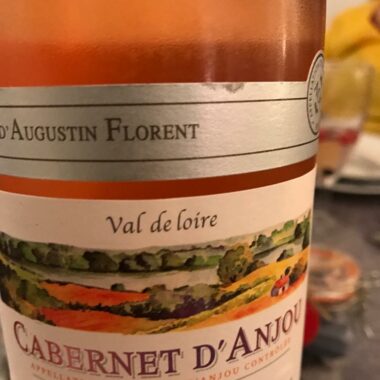 D'AUGUSTIN FLORENT
Val de loire
CABERNET D'ANJOU